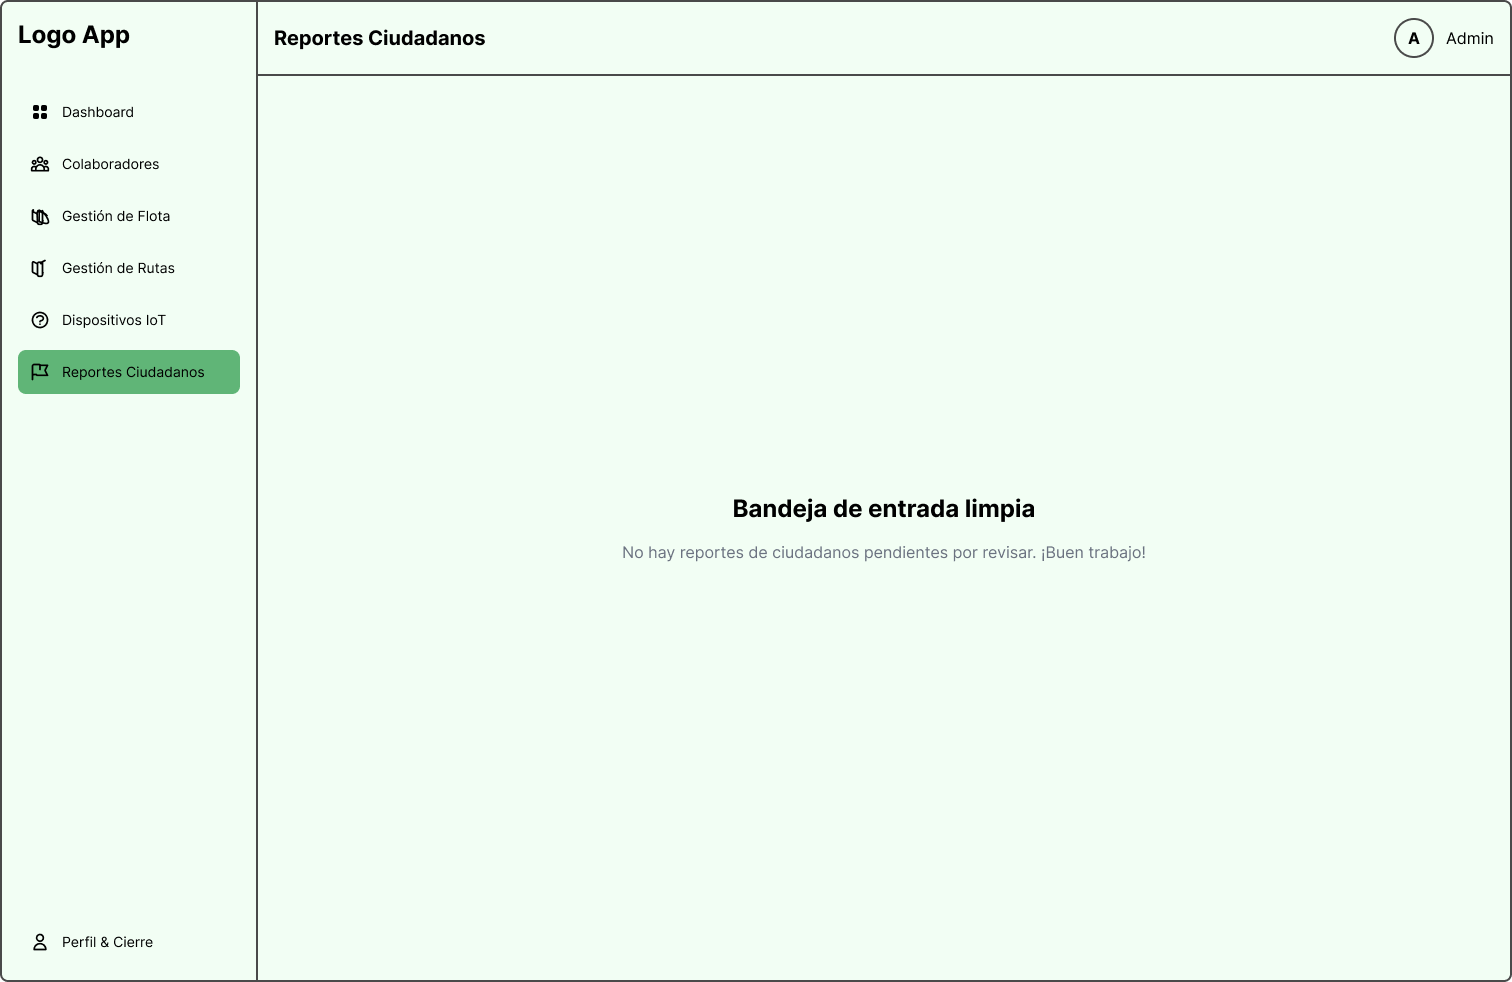 Logo App
Reportes Ciudadanos
A
Admin
Dashboard
Colaboradores
Gestión de Flota
Gestión de Rutas
Dispositivos IoT
Reportes Ciudadanos
Bandeja de entrada limpia
No hay reportes de ciudadanos pendientes por revisar. ¡Buen trabajo!
Perfil & Cierre